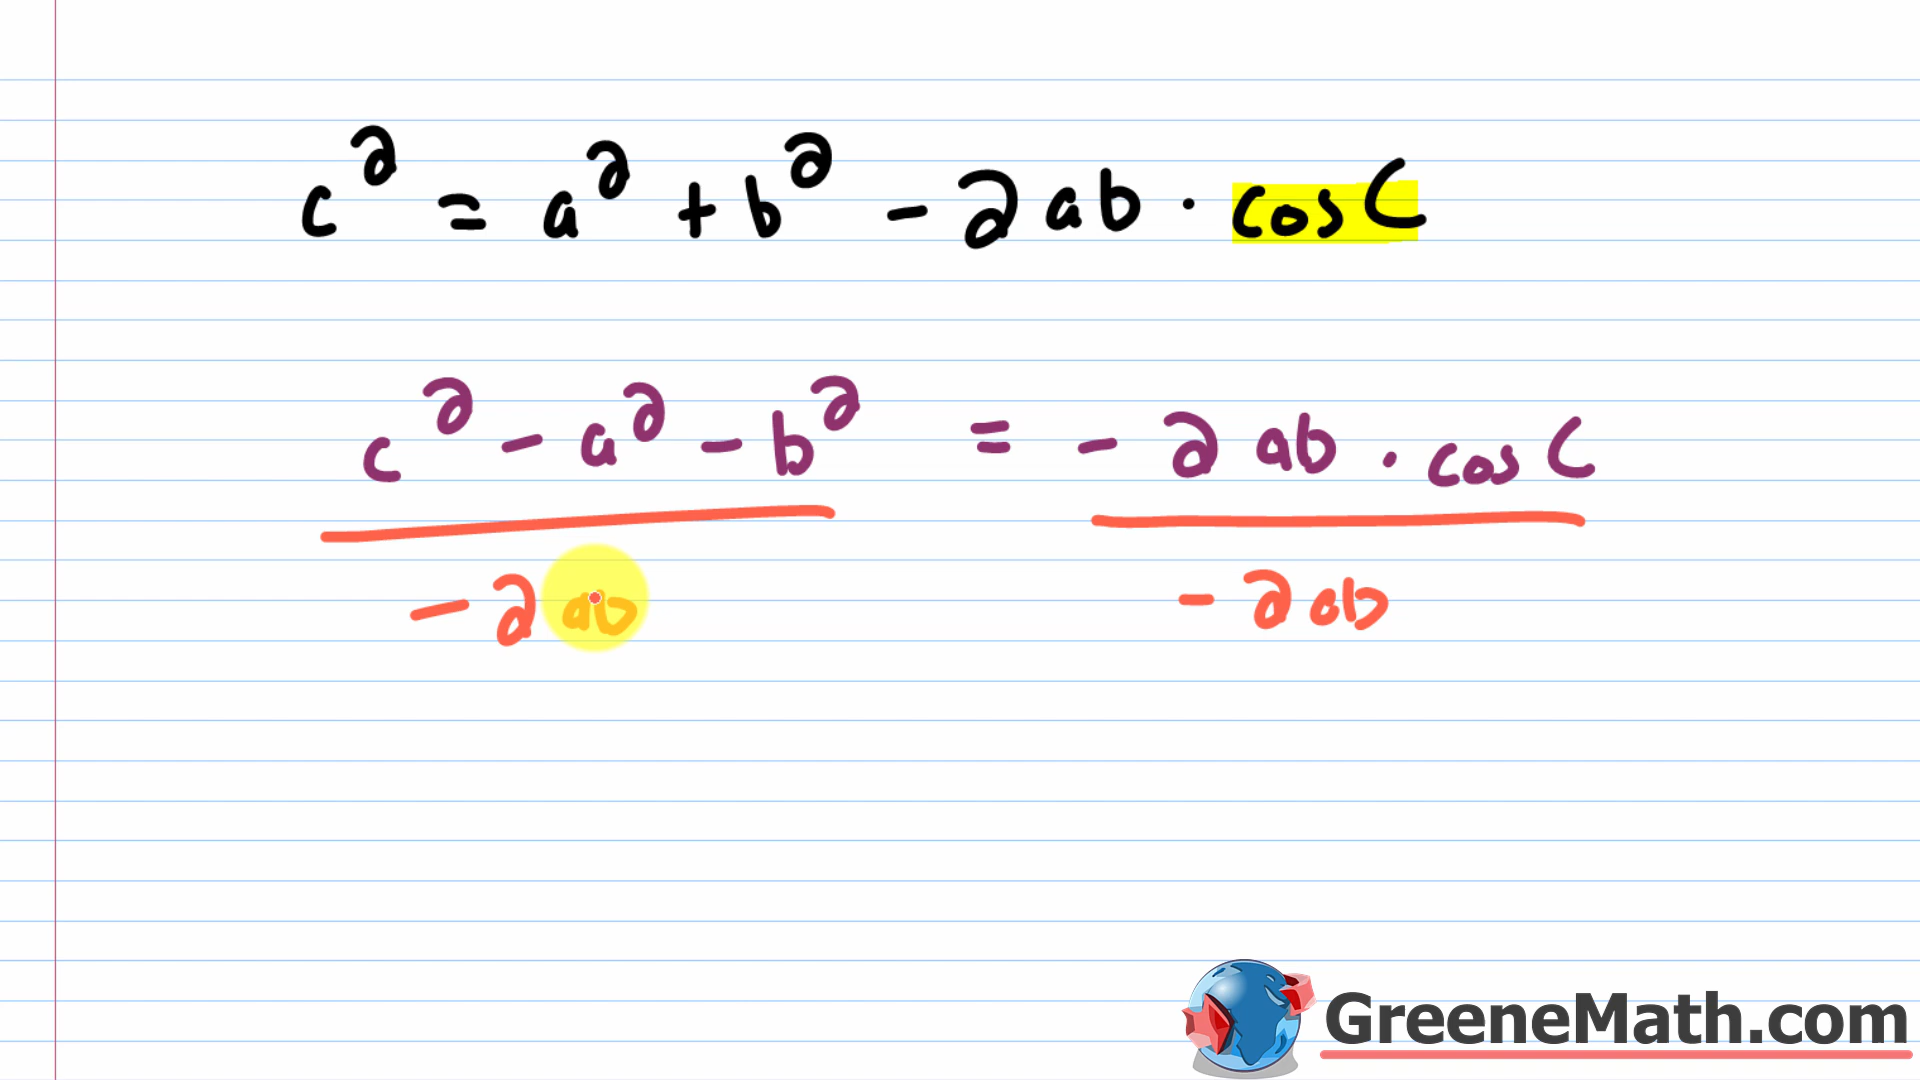 c² = a² + b² - 2ab · cos C
c² - a² - b² = -2ab · cos C
-2ab -2ab
GreeneMath.com